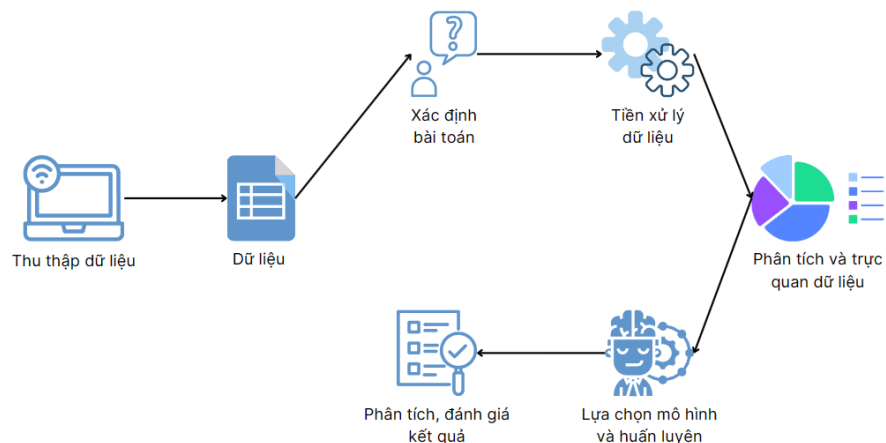 Thu thập dữ liệu
Dữ liệu
Xác định
bài toán
Tiền xử lý
dữ liệu
Phân tích và trực
quan dữ liệu
Lựa chọn mô hình
và huấn luyện
Phân tích, đánh giá
kết quả